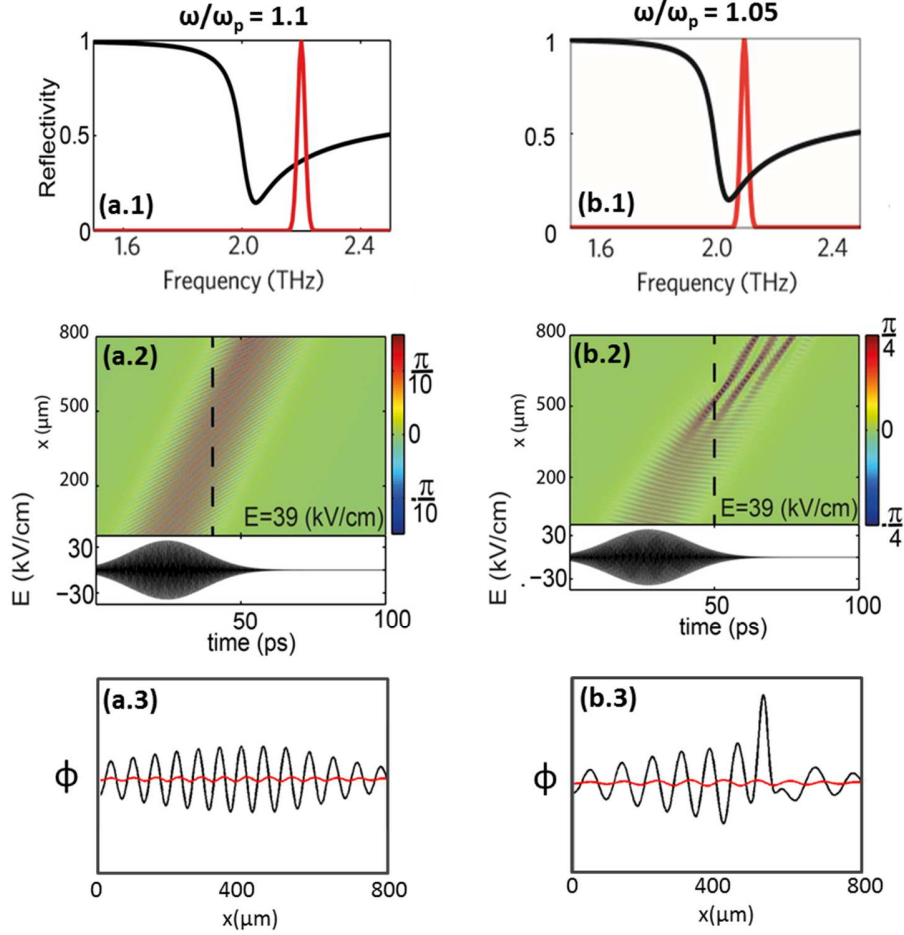 ω/ωp = 1.1
ω/ωp = 1.05
1
0.5
0
Reflectivity
(a.1)
1.6
2.0
2.4
Frequency (THz)
1
0.5
0
(b.1)
1.6
2.0
2.4
Frequency (THz)
800
500
200
x (μm)
(a.2)
E=39 (kV/cm)
π/10
0
-π/10
E (kV/cm)
30
−30
50
100
time (ps)
800
500
200
x (μm)
(b.2)
E=39 (kV/cm)
π/4
0
-π/4
E (kV/cm)
30
−30
50
100
time (ps)
(a.3)
ϕ
0
400
800
x(μm)
(b.3)
ϕ
0
400
800
x(μm)